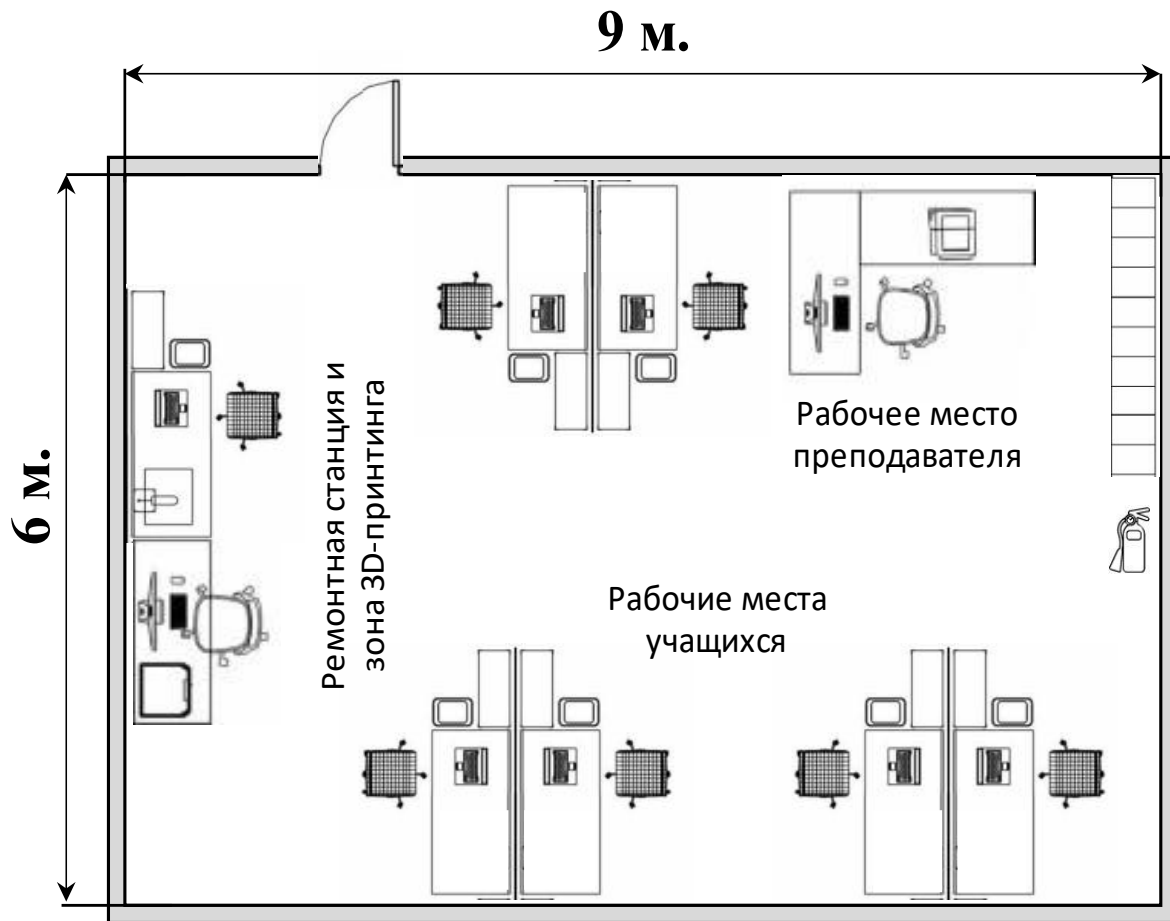 9 м.
6 м.
Ремонтная станция и
зона 3D-принтинга
Рабочее место
преподавателя
Рабочие места
учащихся